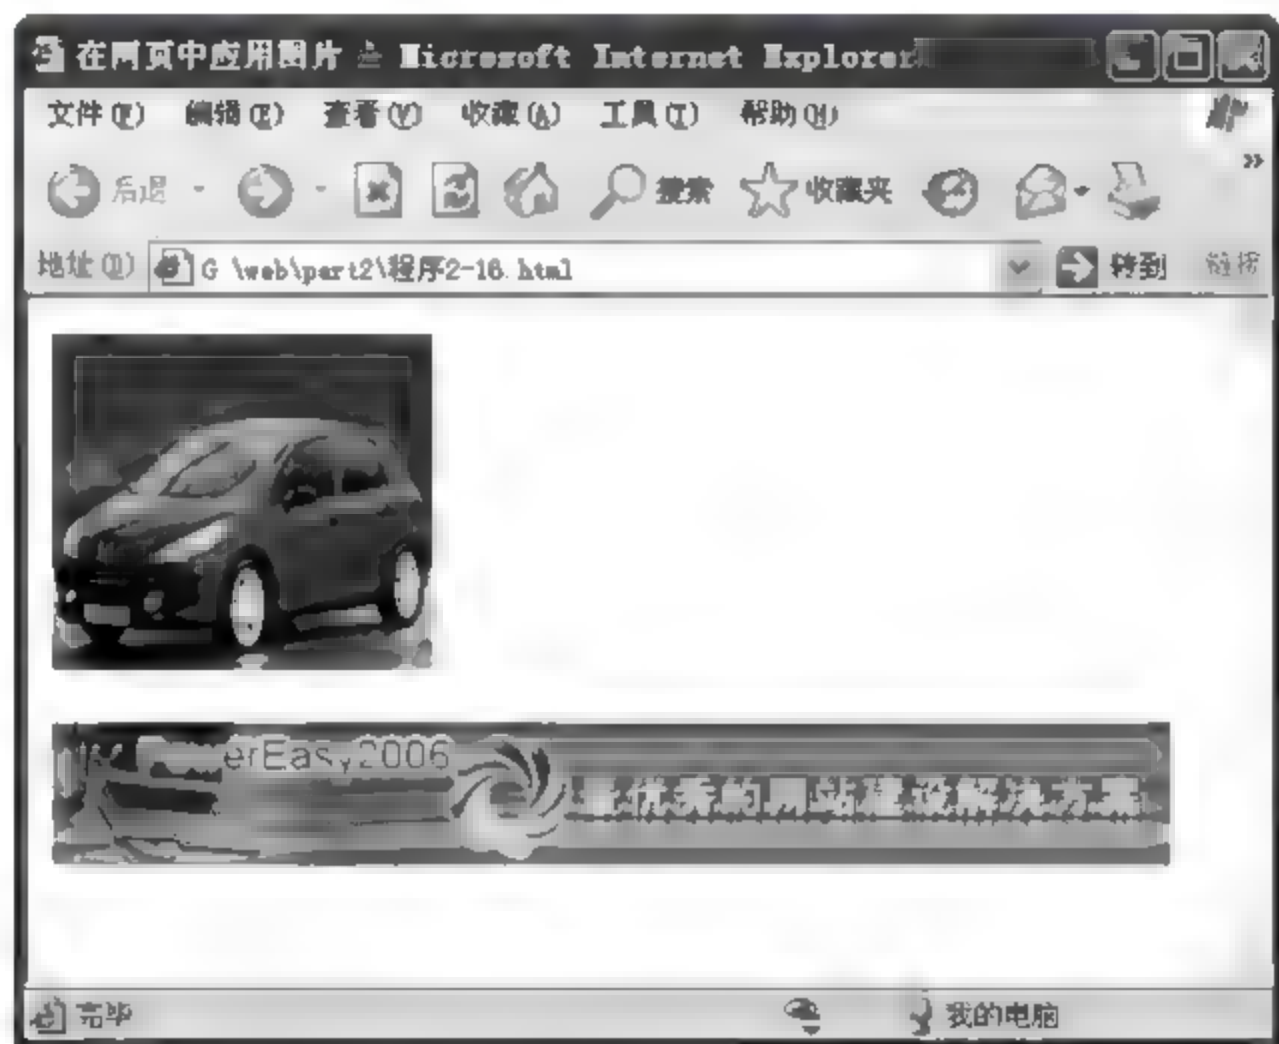 在网页中应用图片 - Microsoft Internet Explorer
文件(F) 编辑(E) 查看(V) 收藏(A) 工具(T) 帮助(H)
后退 搜索 收藏夹 »
地址(D) G \web\part2\程序2-16.html 转到 链接
erEasy2006
优秀的网站建设解决方案
完毕 我的电脑